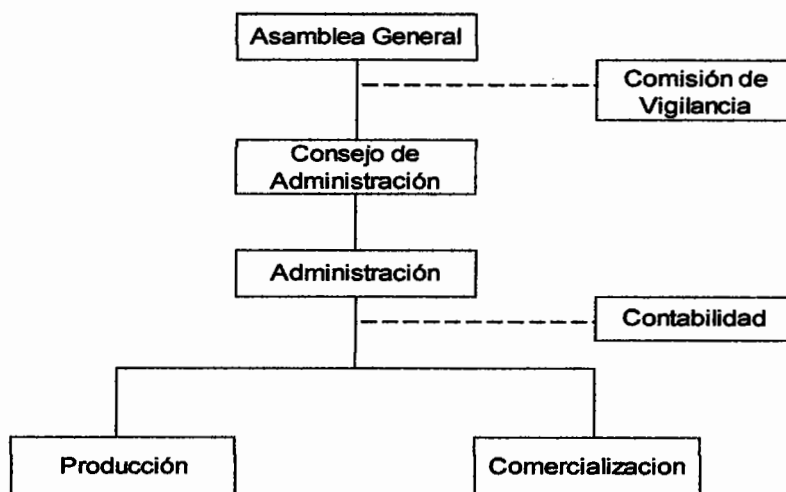 Asamblea General
Comisión de
Vigilancia
Consejo de
Administración
Administración
Contabilidad
Producción
Comercializacion